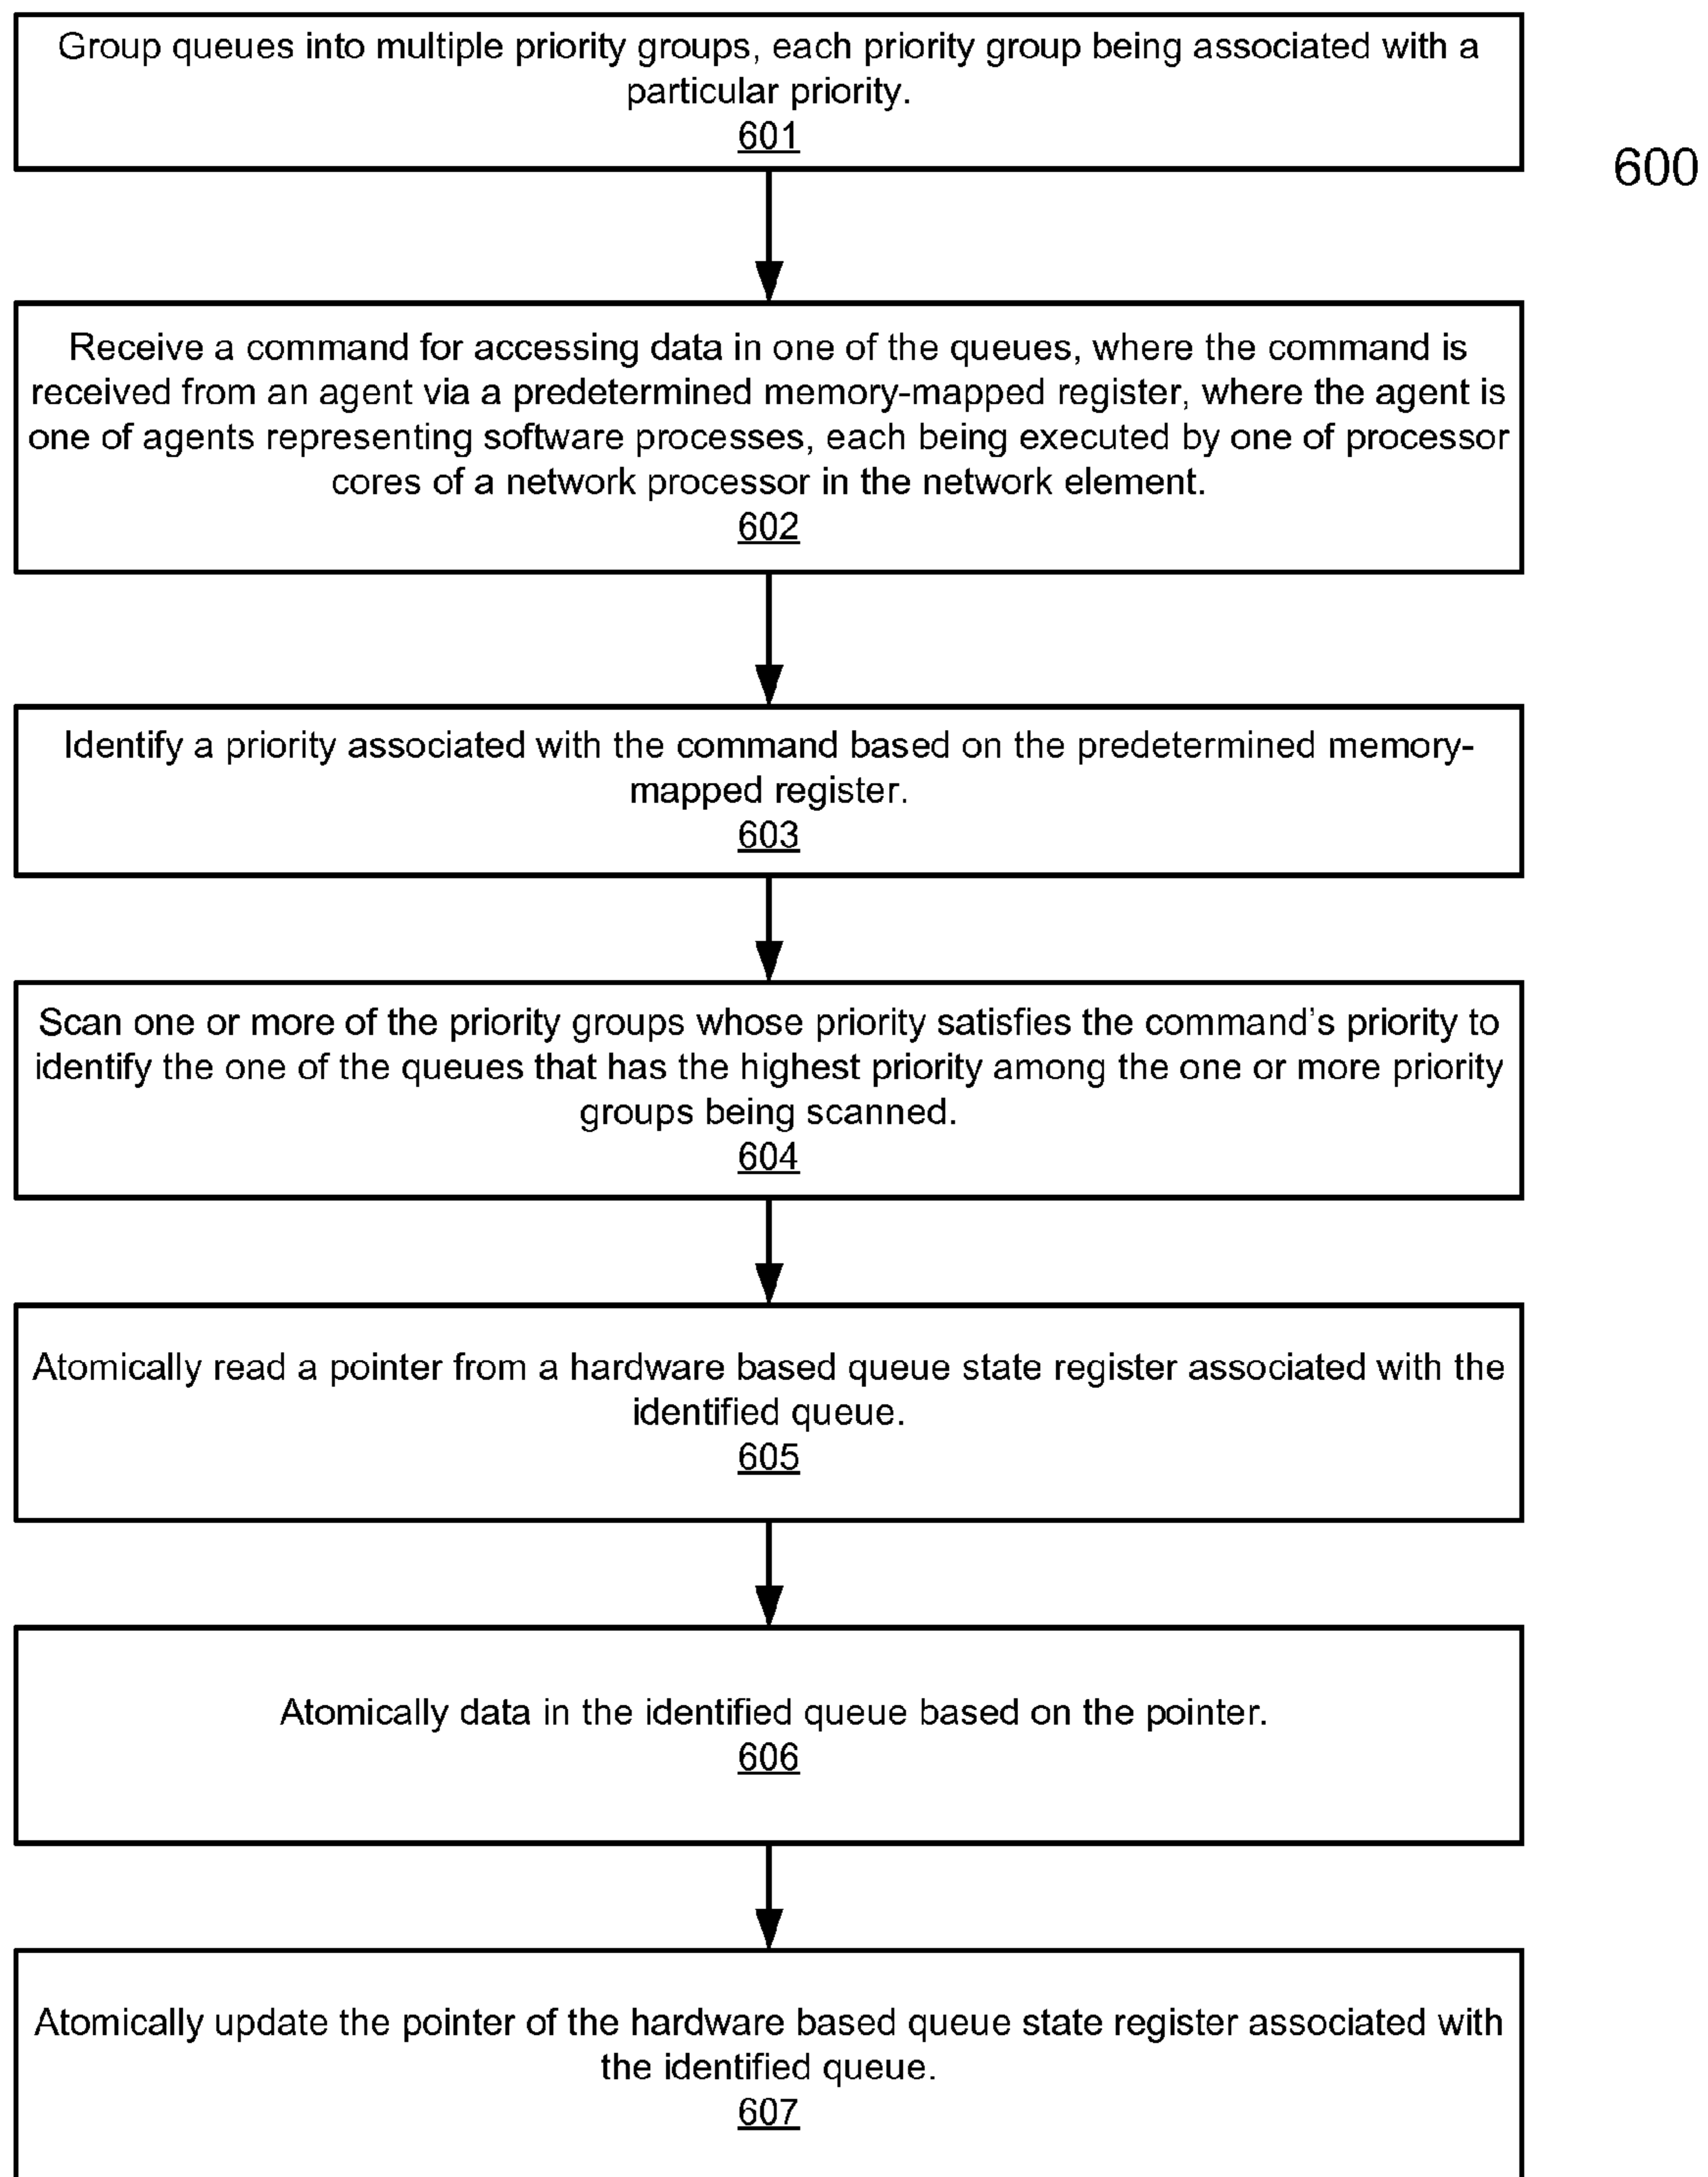 Group queues into multiple priority groups, each priority group being associated with a
particular priority.
601
600
Receive a command for accessing data in one of the queues, where the command is
received from an agent via a predetermined memory-mapped register, where the agent is
one of agents representing software processes, each being executed by one of processor
cores of a network processor in the network element.
602
Identify a priority associated with the command based on the predetermined memory-
mapped register.
603
Scan one or more of the priority groups whose priority satisfies the command's priority to
identify the one of the queues that has the highest priority among the one or more priority
groups being scanned.
604
Atomically read a pointer from a hardware based queue state register associated with the
identified queue.
605
Atomically data in the identified queue based on the pointer.
606
Atomically update the pointer of the hardware based queue state register associated with
the identified queue.
607